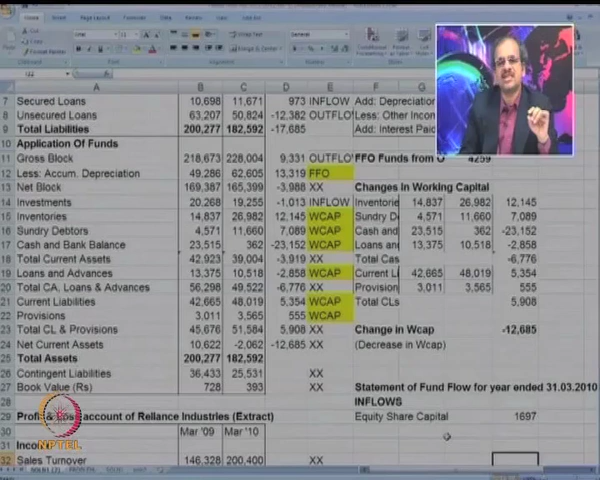 Home Insert Page Layout Formulas Data Review View
7 Secured Loans 10,698 11,671 973 INFLOW Add: Depreciation
8 Unsecured Loans 63,207 50,824 -12,382 OUTFLO Less: Other Incom
9 Total Liabilities 200,277 182,592 -17,685 Add: Interest Paid
10 Application Of Funds
11 Gross Block 218,673 228,004 9,331 OUTFLO FFO Funds from O 4259
12 Less: Accum. Depreciation 49,286 62,605 13,319 FFO
13 Net Block 169,387 165,399 -3,988 XX Changes In Working Capital
14 Investments 20,268 19,255 -1,013 INFLOW Inventorie 14,837 26,982 12,145
15 Inventories 14,837 26,982 12,145 WCAP Sundry D 4,571 11,660 7,089
16 Sundry Debtors 4,571 11,660 7,089 WCAP Cash and 23,515 362 -23,152
17 Cash and Bank Balance 23,515 362 -23,152 WCAP Loans an 13,375 10,518 -2,858
18 Total Current Assets 42,923 39,004 -3,919 XX Total Cas -6,776
19 Loans and Advances 13,375 10,518 -2,858 WCAP Current L 42,665 48,019 5,354
20 Total CA, Loans & Advances 56,298 49,522 -6,776 XX Provision 3,011 3,565 555
21 Current Liabilities 42,665 48,019 5,354 WCAP Total CLs 5,908
22 Provisions 3,011 3,565 555 WCAP
23 Total CL & Provisions 45,676 51,584 5,908 XX Change in Wcap -12,685
24 Net Current Assets 10,622 -2,062 -12,685 XX (Decrease in Wcap)
25 Total Assets 200,277 182,592
26 Contingent Liabilities 36,433 25,531 XX
27 Book Value (Rs) 728 393 XX Statement of Fund Flow for year ended 31.03.2010
28 INFLOWS
29 Profit & Loss account of Reliance Industries (Extract) Equity Share Capital 1697
30 Mar '09 Mar '10
31 Income
32 Sales Turnover 146,328 200,400 XX
NPTEL